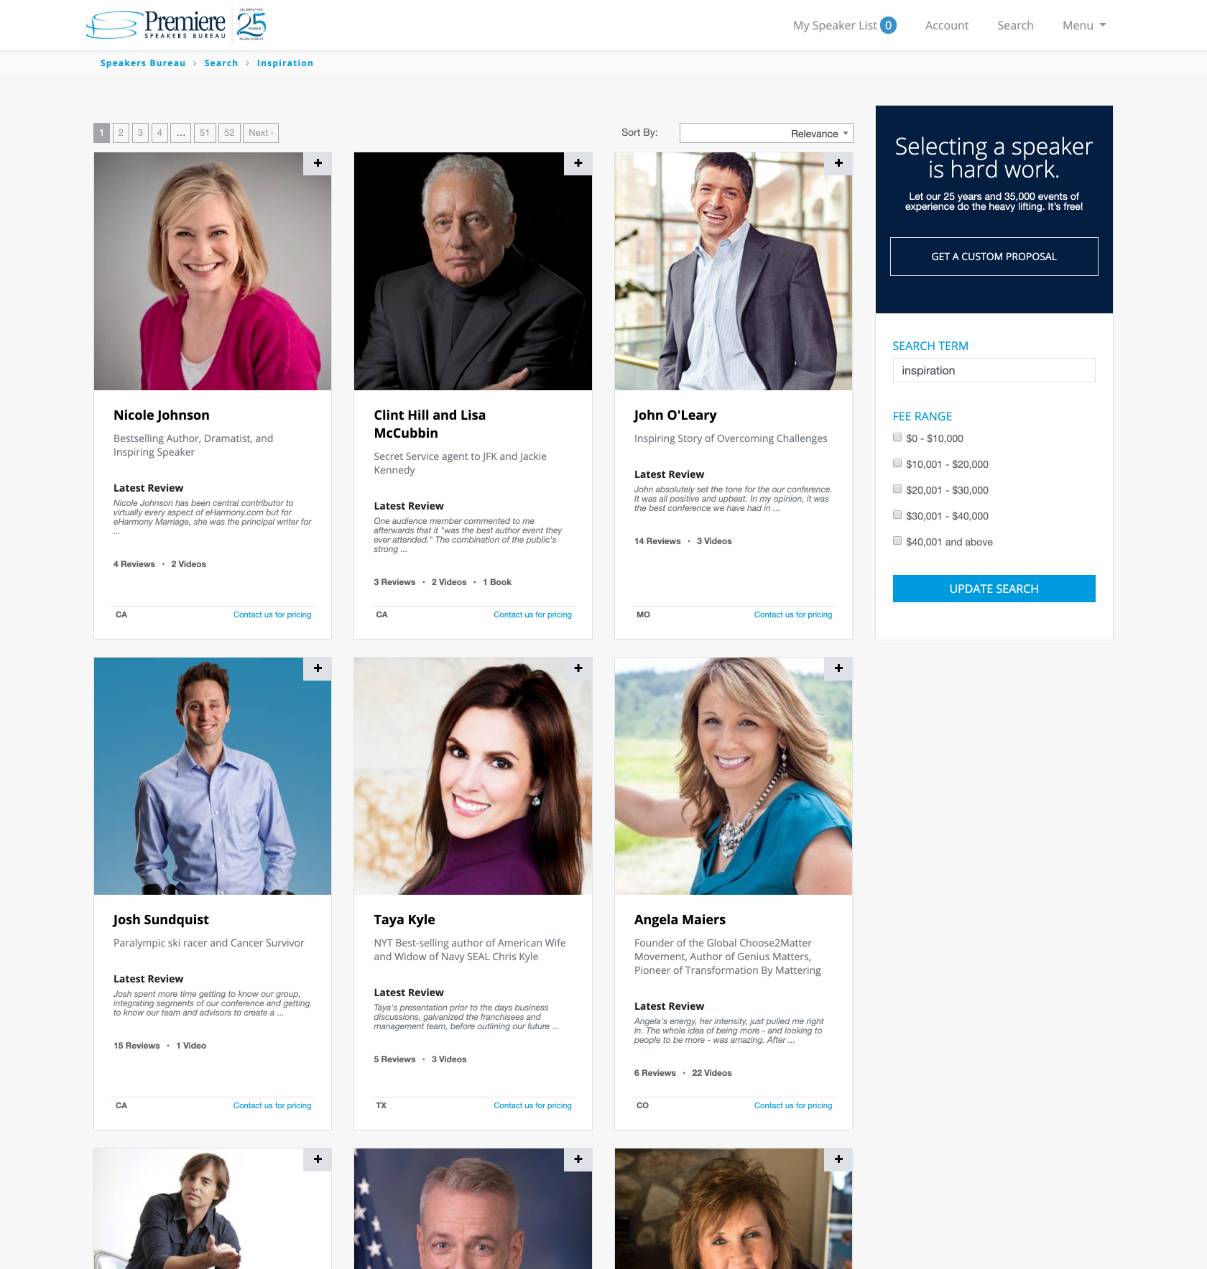 Premiere
SPEAKERS BUREAU
CELEBRATING
25
My Speaker List 0
Account
Search
Menu
Speakers Bureau › Search › Inspiration
1 2 3 4 ... 51 52 Next ›
Sort By:
Relevance
+
+
+
Nicole Johnson
Bestselling Author, Dramatist, and
Inspiring Speaker
Latest Review
Nicole Johnson has been central contributor to
virtually every aspect of eHarmony.com but for
eHarmony Marriage, she was the principal writer for
...
4 Reviews • 2 Videos
CA
Contact us for pricing
Clint Hill and Lisa
McCubbin
Secret Service agent to JFK and Jackie
Kennedy
Latest Review
One audience member commented to me
afterwards that it "was the best author event they
ever attended." The combination of the public's
strong ...
3 Reviews • 2 Videos • 1 Book
CA
Contact us for pricing
John O'Leary
Inspiring Story of Overcoming Challenges
Latest Review
John absolutely set the tone for the our conference.
It was all positive and upbeat. In my opinion, it was
the best conference we have had in ...
14 Reviews • 3 Videos
MO
Contact us for pricing
Selecting a speaker
is hard work.
Let our 25 years and 35,000 events of
experience do the heavy lifting. It's free!
GET A CUSTOM PROPOSAL
SEARCH TERM
inspiration
FEE RANGE
$0 - $10,000
$10,001 - $20,000
$20,001 - $30,000
$30,001 - $40,000
$40,001 and above
UPDATE SEARCH
+
+
+
Josh Sundquist
Paralympic ski racer and Cancer Survivor
Latest Review
Josh spent more time getting to know our group,
integrating segments of our conference and getting
to know our team and advisors to create a ...
15 Reviews • 1 Video
CA
Contact us for pricing
Taya Kyle
NYT Best-selling author of American Wife
and Widow of Navy SEAL Chris Kyle
Latest Review
Taya's presentation prior to the days business
discussions, galvanized the franchisees and
management team, before outlining our future ...
5 Reviews • 3 Videos
TX
Contact us for pricing
Angela Maiers
Founder of the Global Choose2Matter
Movement, Author of Genius Matters,
Pioneer of Transformation By Mattering
Latest Review
Angela's energy, her intensity, just pulled me right
in. The whole idea of being more - and looking to
people to be more - was amazing. After ...
6 Reviews • 22 Videos
CO
Contact us for pricing
+
+
+